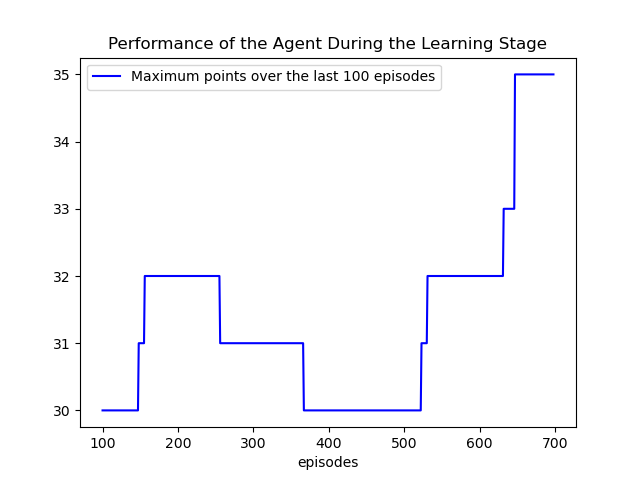 Performance of the Agent During the Learning Stage
Maximum points over the last 100 episodes
35
34
33
32
31
30
100 200 300 400 500 600 700
episodes